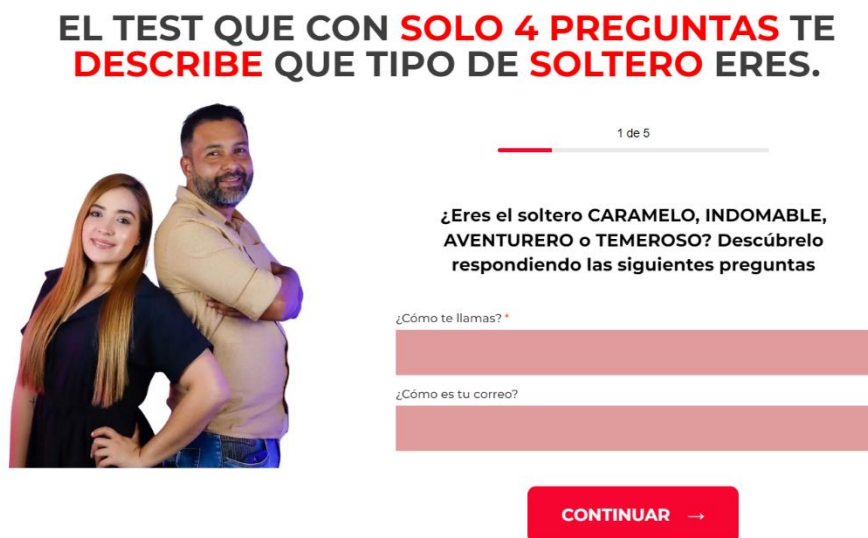 EL TEST QUE CON SOLO 4 PREGUNTAS TE
DESCRIBE QUE TIPO DE SOLTERO ERES.
1 de 5
¿Eres el soltero CARAMELO, INDOMABLE,
AVENTURERO o TEMEROSO? Descúbrelo
respondiendo las siguientes preguntas
¿Cómo te llamas? *
¿Cómo es tu correo?
CONTINUAR →